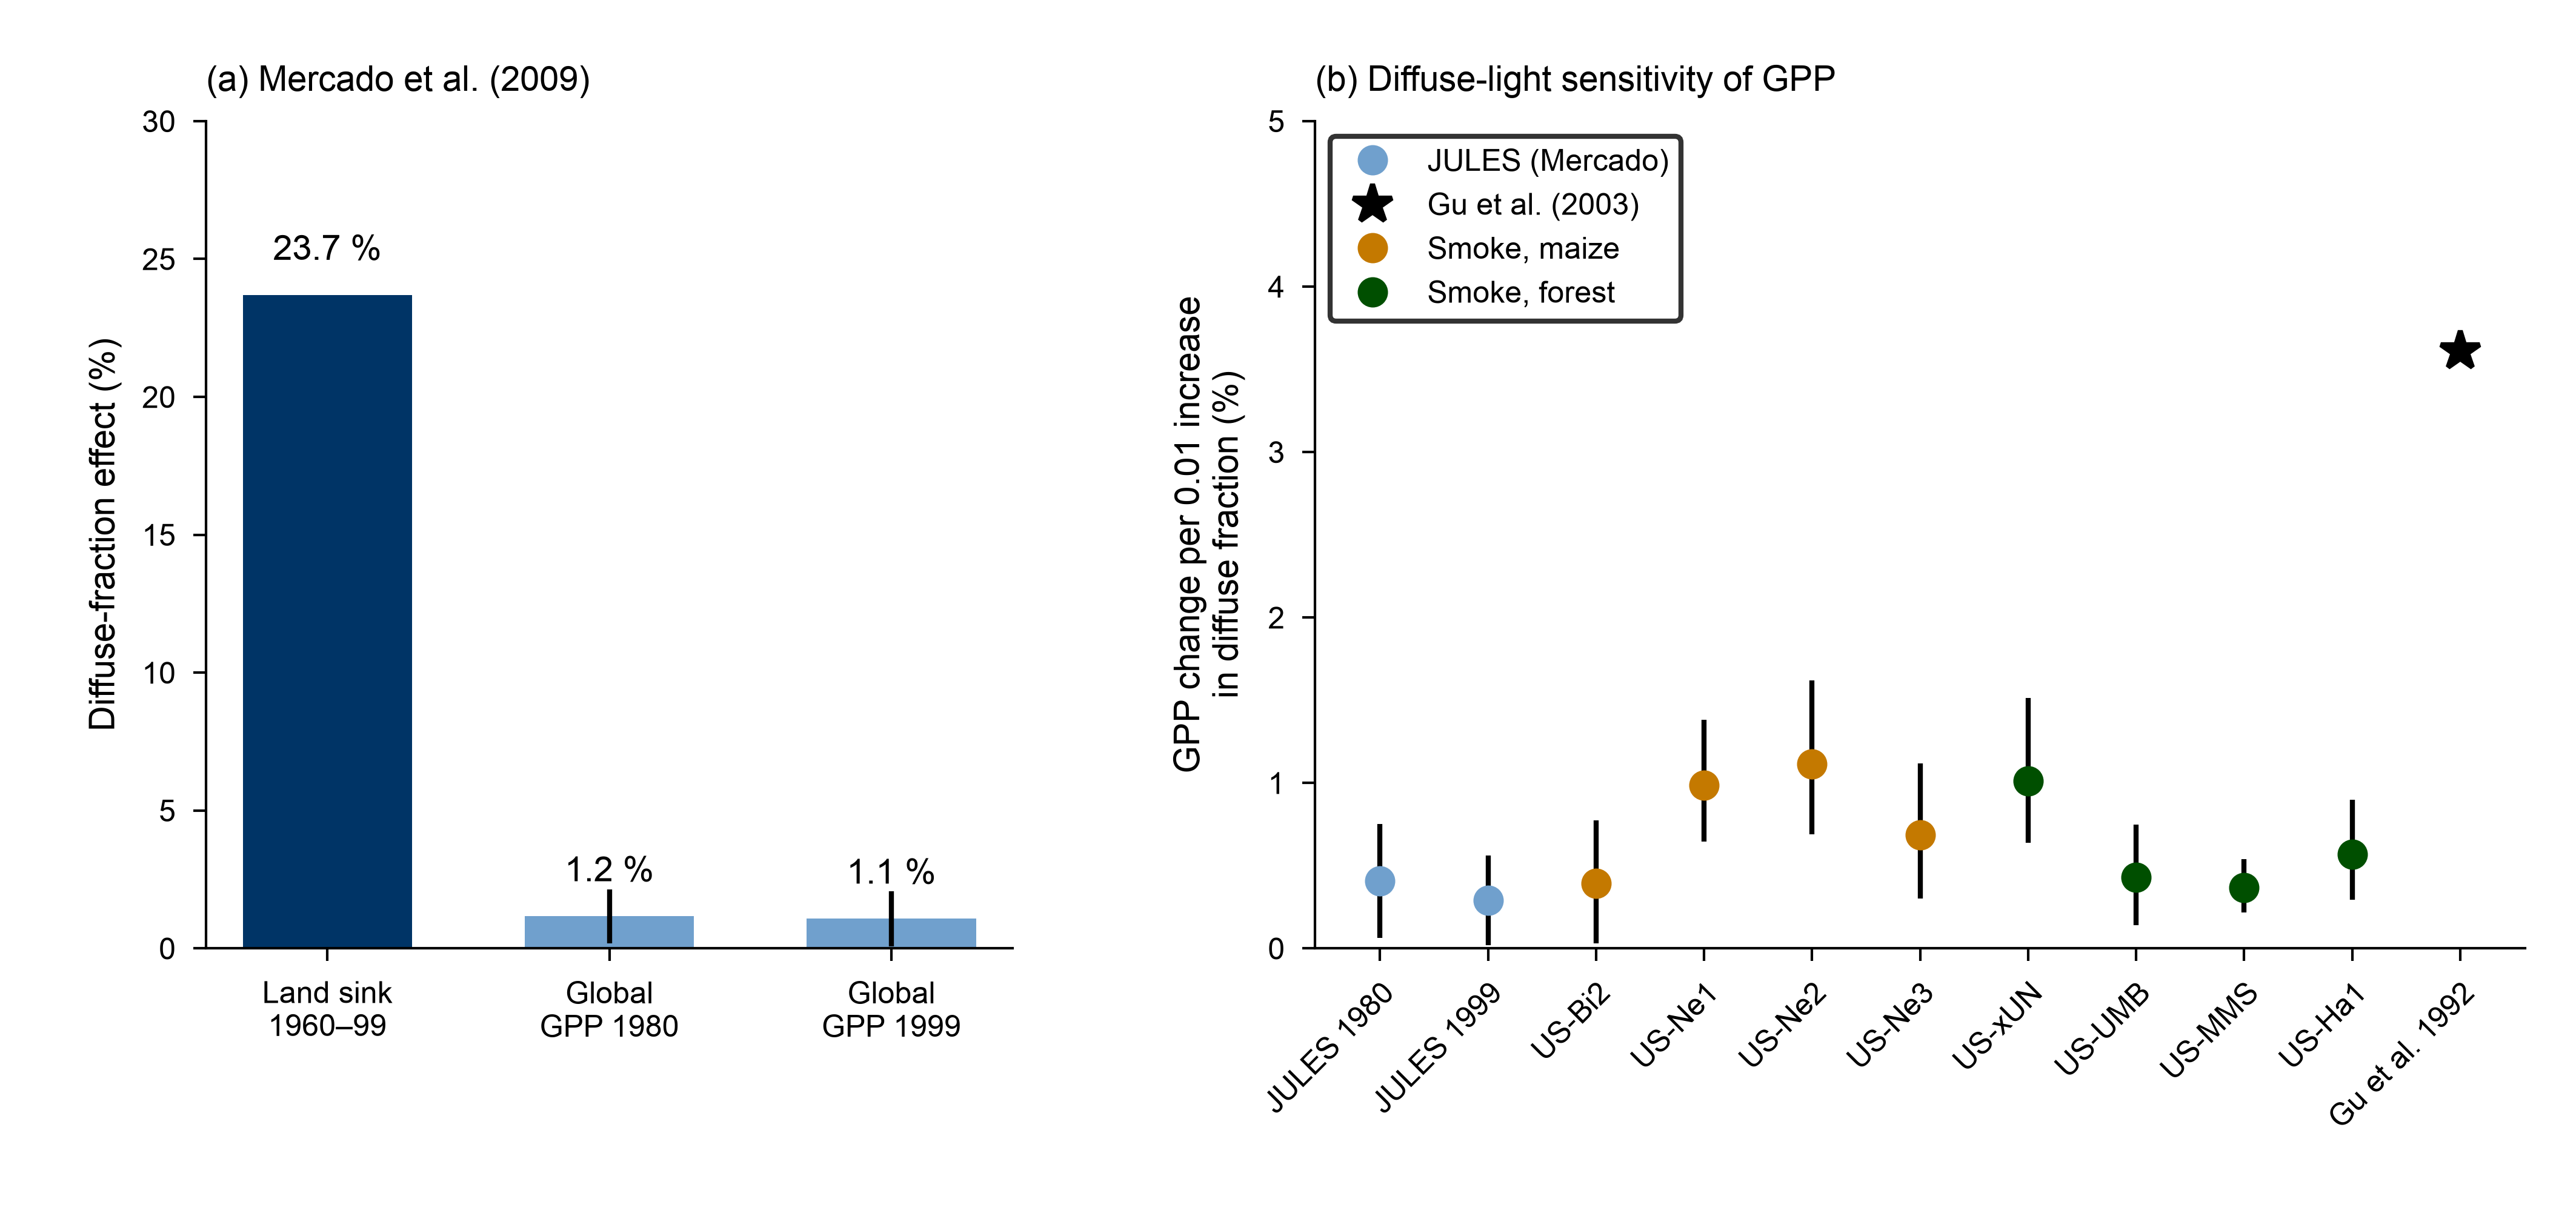 (a) Mercado et al. (2009)
Diffuse-fraction effect (%)
30
25
20
15
10
5
0
23.7 %
1.2 %
1.1 %
Land sink
1960–99
Global
GPP 1980
Global
GPP 1999
(b) Diffuse-light sensitivity of GPP
GPP change per 0.01 increase
in diffuse fraction (%)
5
4
3
2
1
0
JULES (Mercado)
Gu et al. (2003)
Smoke, maize
Smoke, forest
JULES 1980
JULES 1999
US-Bi2
US-Ne1
US-Ne2
US-Ne3
US-xUN
US-UMB
US-MMS
US-Ha1
Gu et al. 1992